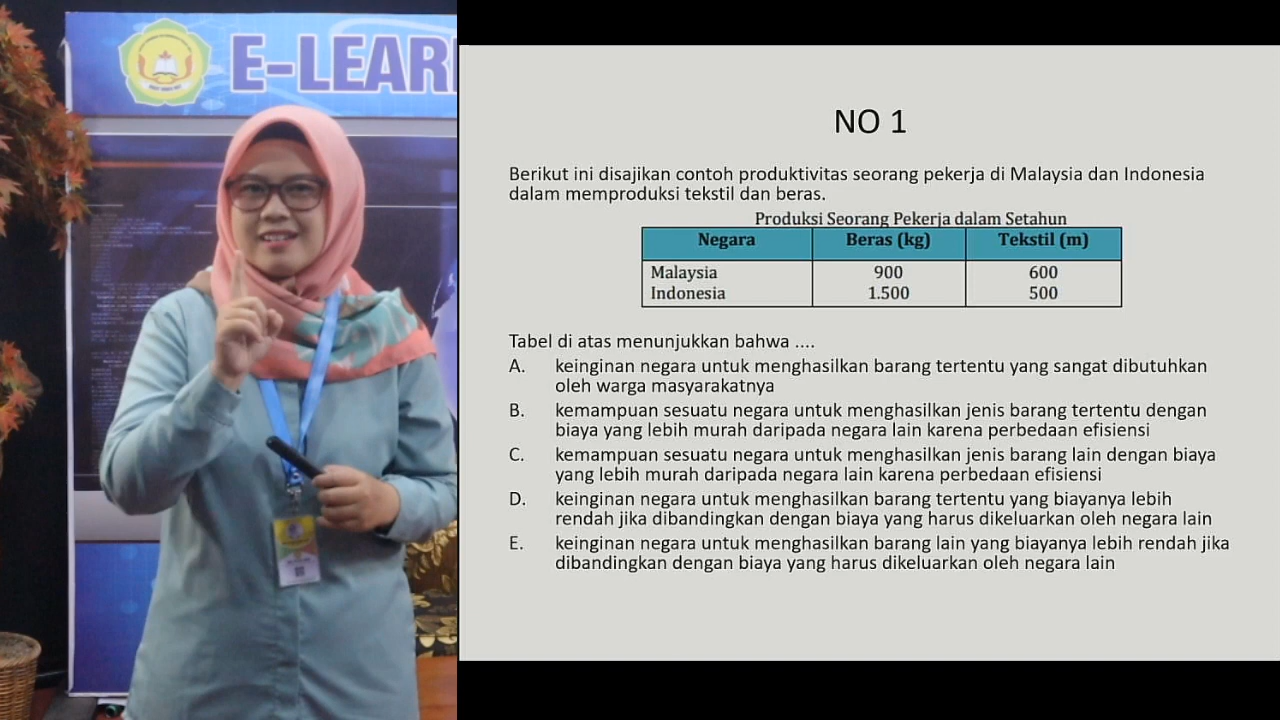 E-LEAR
NO 1
Berikut ini disajikan contoh produktivitas seorang pekerja di Malaysia dan Indonesia
dalam memproduksi tekstil dan beras.
Produksi Seorang Pekerja dalam Setahun
Negara Beras (kg) Tekstil (m)
Malaysia 900 600
Indonesia 1.500 500
Tabel di atas menunjukkan bahwa ....
A. keinginan negara untuk menghasilkan barang tertentu yang sangat dibutuhkan
oleh warga masyarakatnya
B. kemampuan sesuatu negara untuk menghasilkan jenis barang tertentu dengan
biaya yang lebih murah daripada negara lain karena perbedaan efisiensi
C. kemampuan sesuatu negara untuk menghasilkan jenis barang lain dengan biaya
yang lebih murah daripada negara lain karena perbedaan efisiensi
D. keinginan negara untuk menghasilkan barang tertentu yang biayanya lebih
rendah jika dibandingkan dengan biaya yang harus dikeluarkan oleh negara lain
E. keinginan negara untuk menghasilkan barang lain yang biayanya lebih rendah jika
dibandingkan dengan biaya yang harus dikeluarkan oleh negara lain